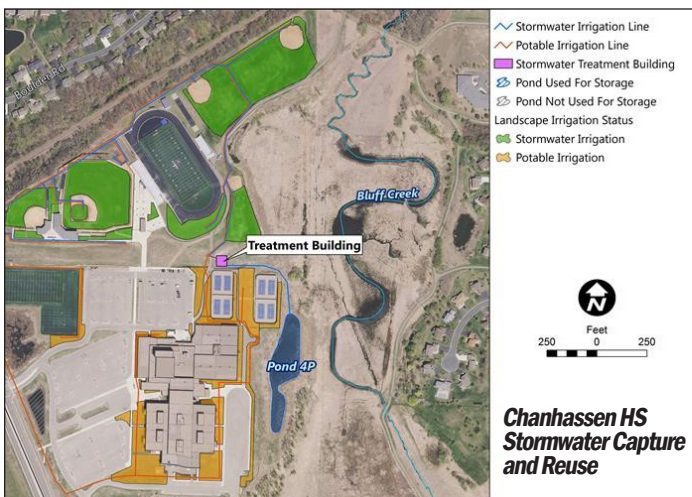 Boulder Rd
Bluff Creek
Treatment Building
Pond 4P
Stormwater Irrigation Line
Potable Irrigation Line
Stormwater Treatment Building
Pond Used For Storage
Pond Not Used For Storage
Landscape Irrigation Status
Stormwater Irrigation
Potable Irrigation
N
Feet
250 0 250
Chanhassen HS
Stormwater Capture
and Reuse